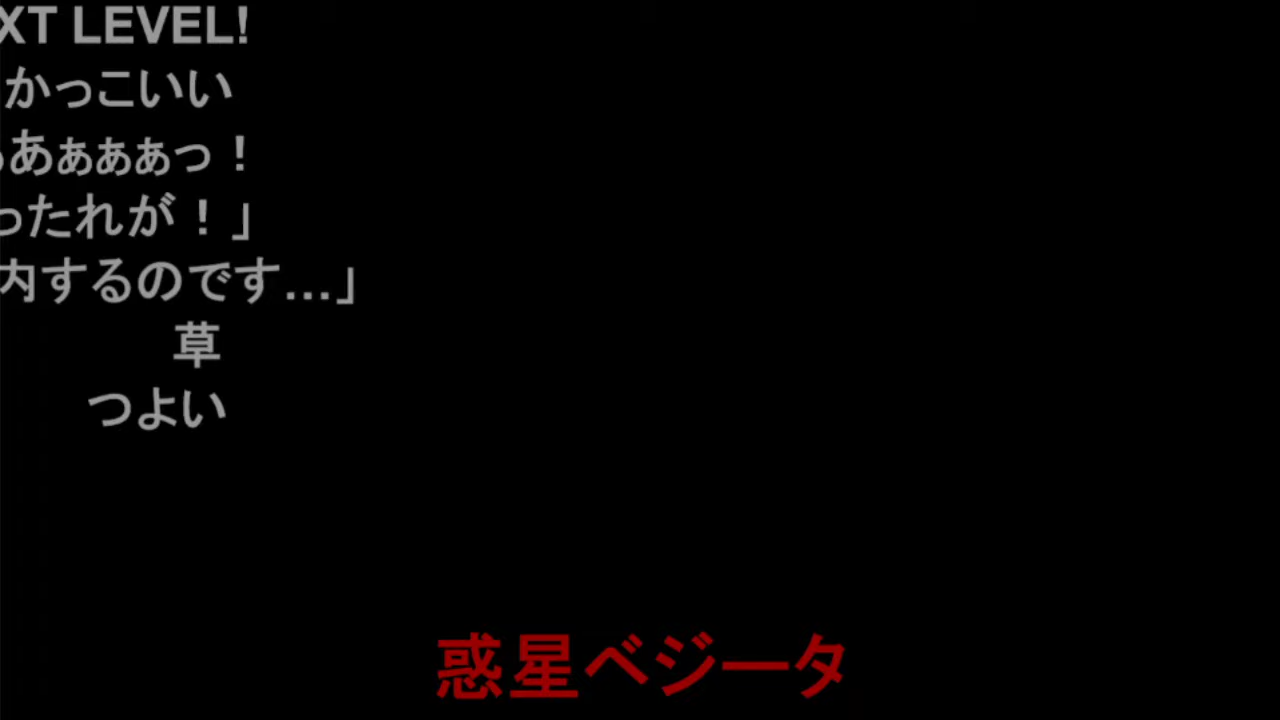 XT LEVEL!
かっこいい
あぁぁぁっ！
ったれが！」
内するのです…」
草
つよい
惑星ベジータ